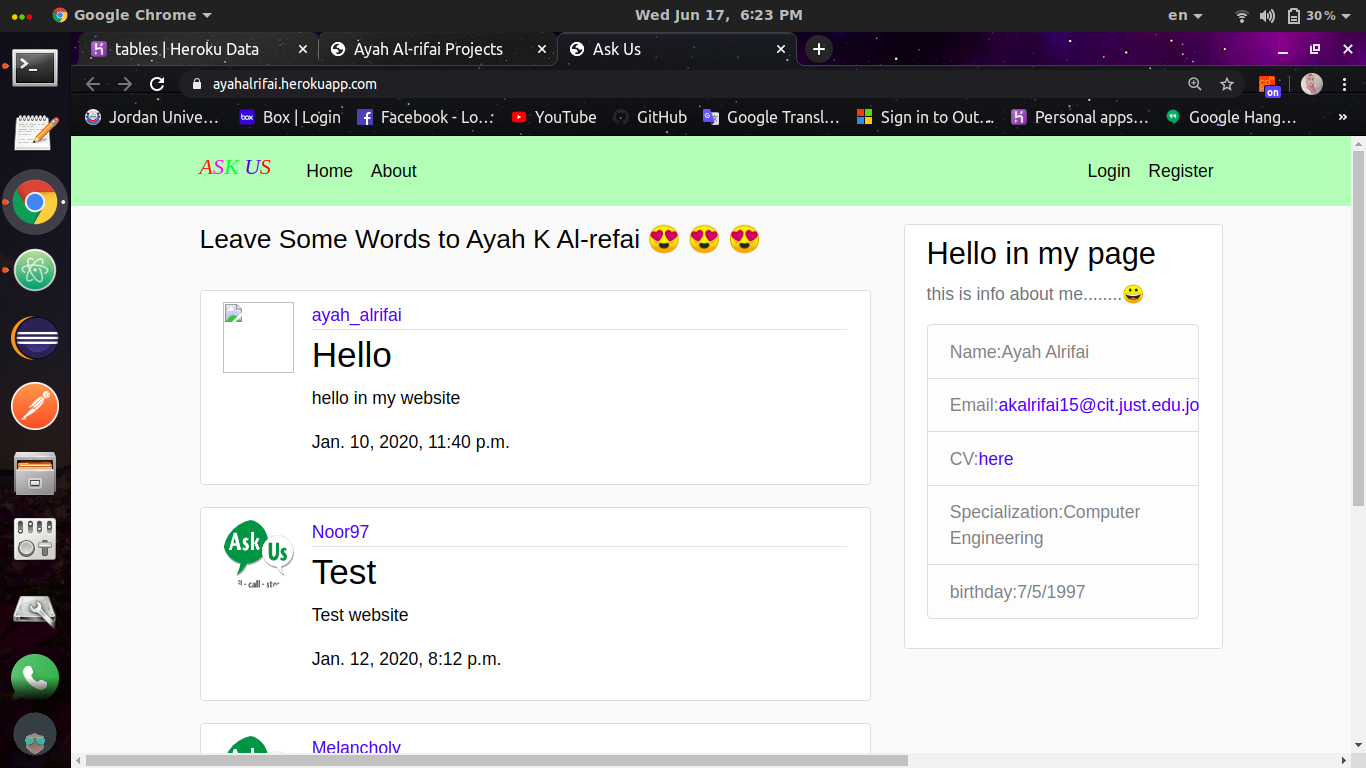 Google Chrome
Wed Jun 17, 6:23 PM
en
30%
tables | Heroku Data
Ayah Al-rifai Projects
Ask Us
ayahalrifai.herokuapp.com
on
Jordan Unive…
box
Box | Login
Facebook - Lo…
YouTube
GitHub
Google Transl…
Sign in to Out…
Personal apps…
Google Hang…
»
ASK US
Home
About
Login
Register
Leave Some Words to Ayah K Al-refai 😍 😍 😍
ayah_alrifai
Hello
hello in my website
Jan. 10, 2020, 11:40 p.m.
Ask Us
Noor97
Test
Test website
Jan. 12, 2020, 8:12 p.m.
Melancholy
Hello in my page
this is info about me........😀
Name:Ayah Alrifai
Email:akalrifai15@cit.just.edu.jo
CV:here
Specialization:Computer
Engineering
birthday:7/5/1997